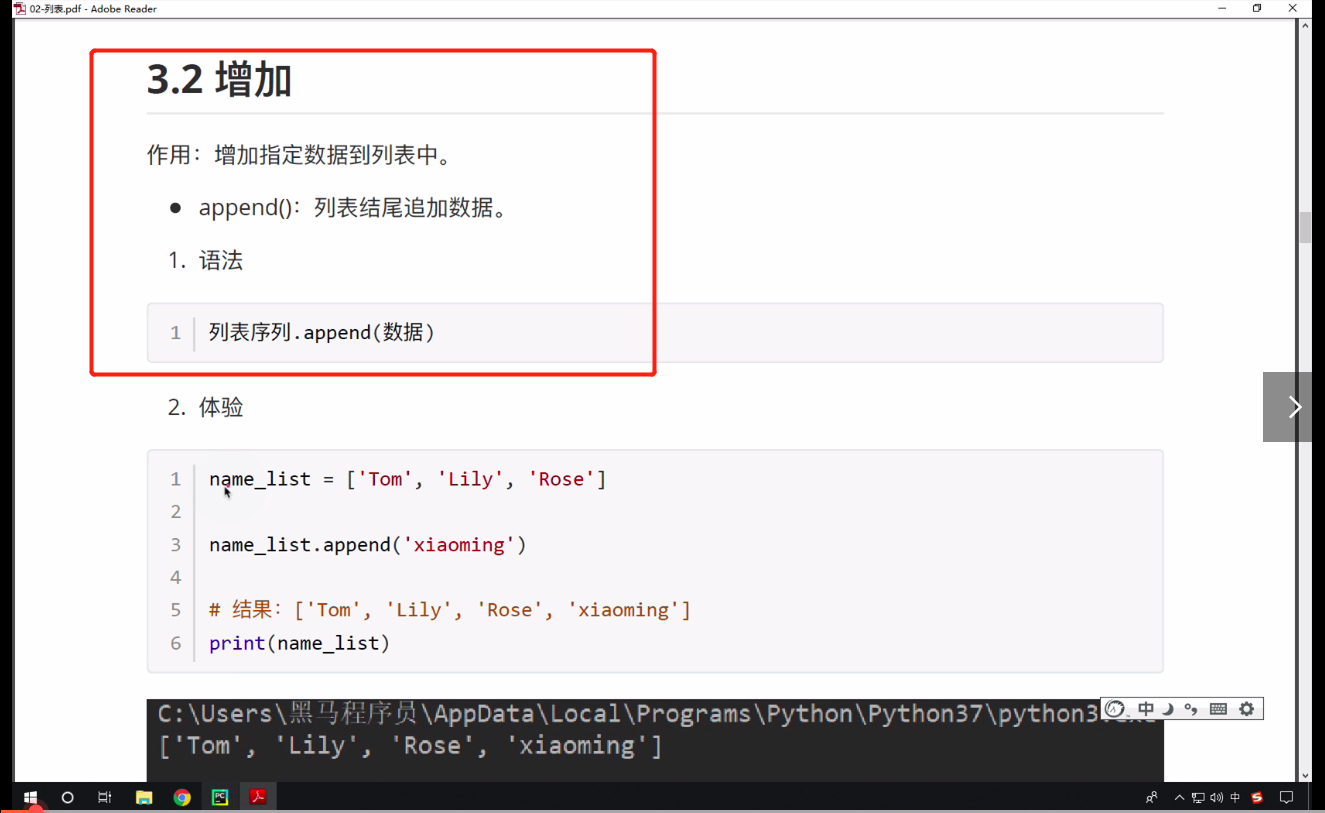 02-列表.pdf - Adobe Reader
3.2 增加
作用：增加指定数据到列表中。
● append()：列表结尾追加数据。
1. 语法
1 列表序列.append(数据)
2. 体验
1 name_list = ['Tom', 'Lily', 'Rose']
2
3 name_list.append('xiaoming')
4
5 # 结果：['Tom', 'Lily', 'Rose', 'xiaoming']
6 print(name_list)
C:\Users\黑马程序员\AppData\Local\Programs\Python\Python37\python3
中
['Tom', 'Lily', 'Rose', 'xiaoming']
PC
中